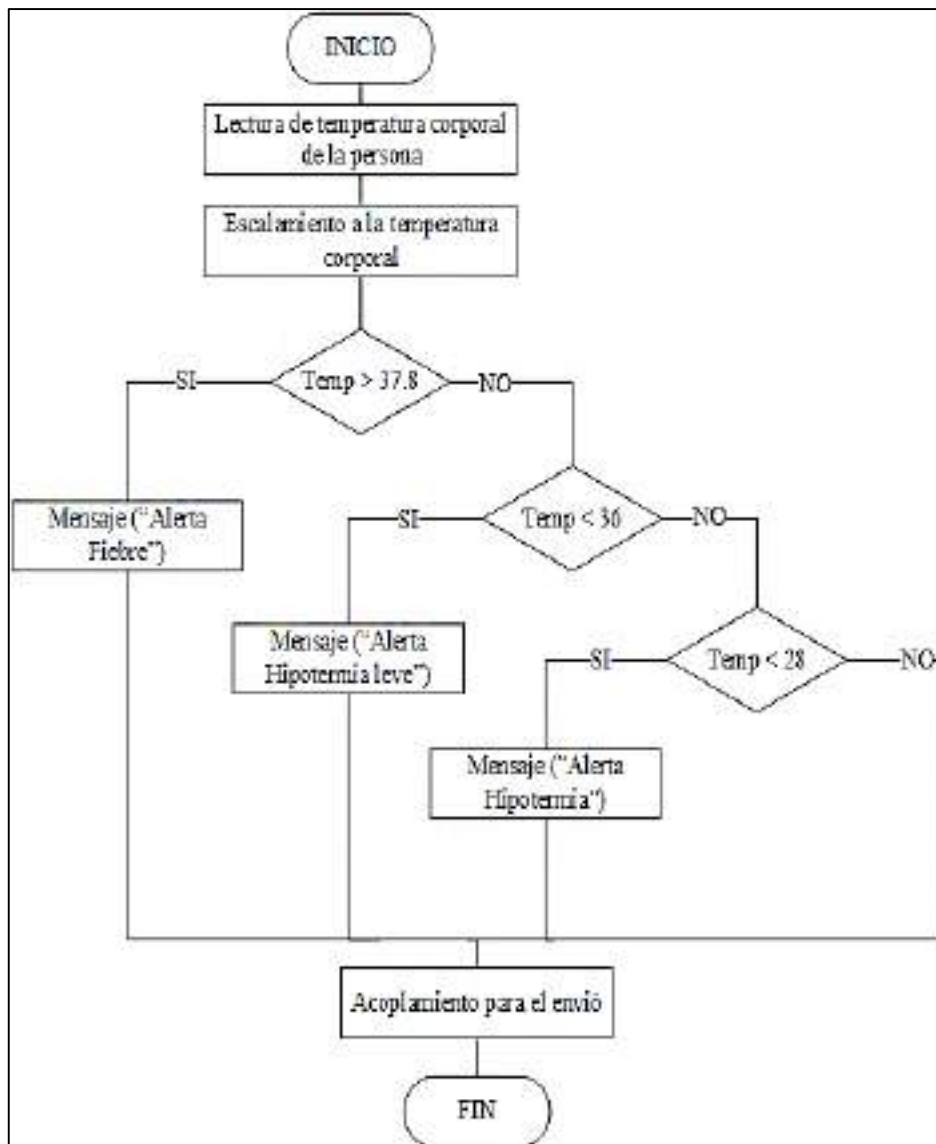 INICIO
Lectura de temperatura corporal
de la persona
Escalamiento a la temperatura
corporal
SI
Temp > 37.8
NO
Mensaje (“Alerta
Fiebre”)
SI
Temp < 36
NO
Mensaje (“Alerta
Hipotermia leve”)
SI
Temp < 28
NO
Mensaje (“Alerta
Hipotermia”)
Acoplamiento para el envió
FIN